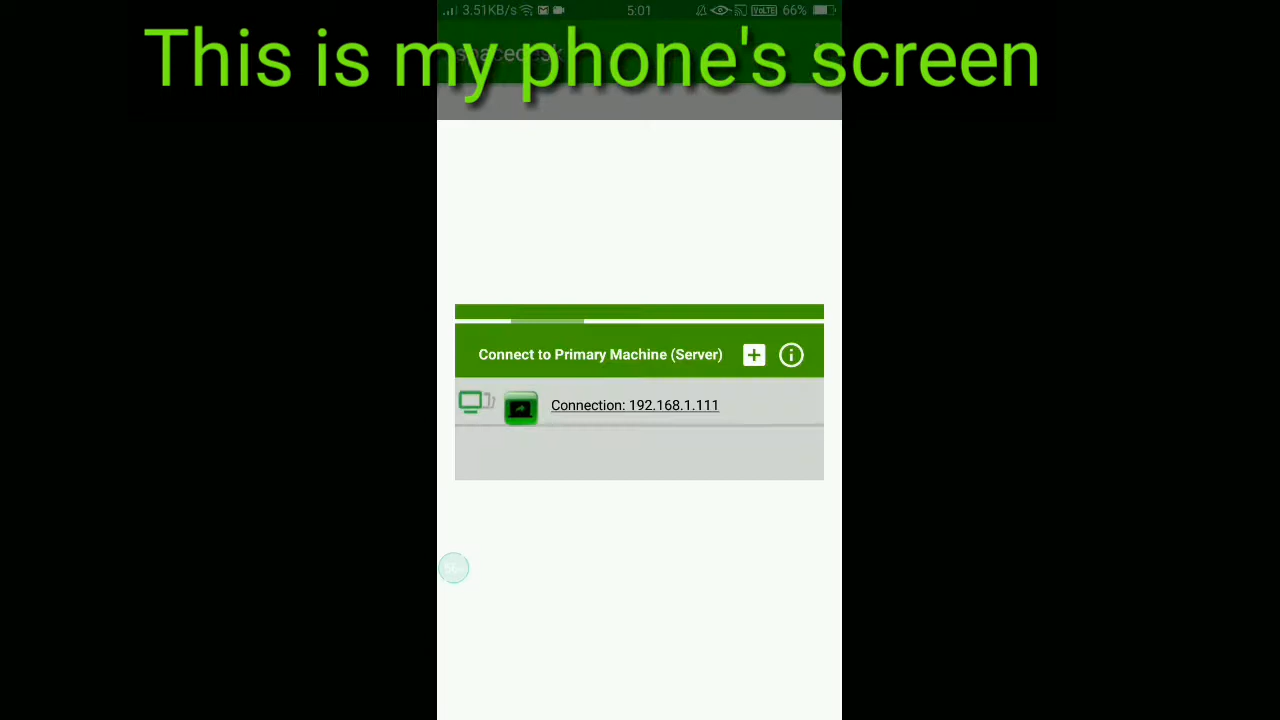 3.51KB/s 5:01 VoLTE 66%
This is my phone's screen
spacedesk
Connect to Primary Machine (Server)
Connection: 192.168.1.111